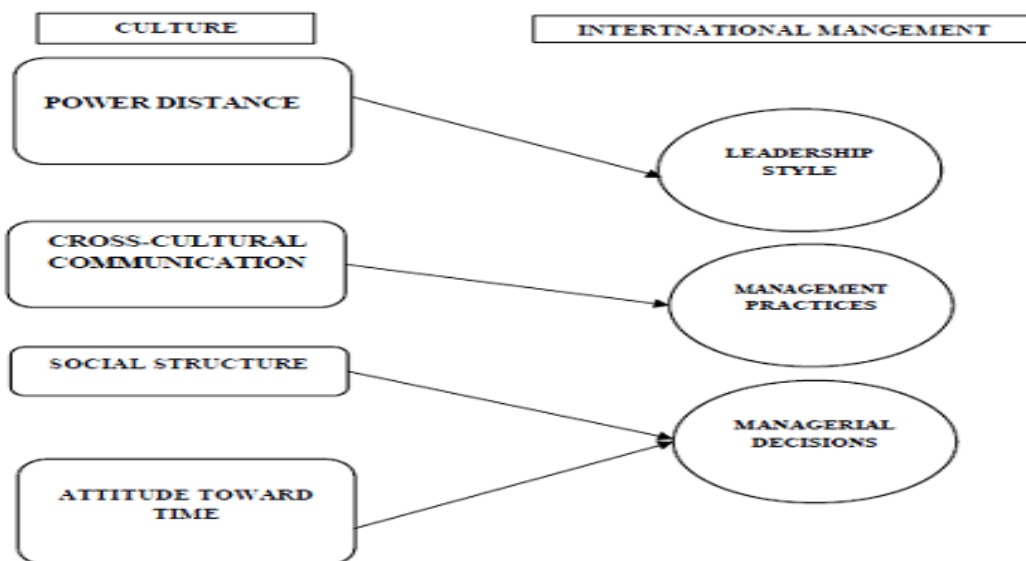 CULTURE
INTERTNATIONAL MANGEMENT
POWER DISTANCE
LEADERSHIP
STYLE
CROSS-CULTURAL
COMMUNICATION
MANAGEMENT
PRACTICES
SOCIAL STRUCTURE
MANAGERIAL
DECISIONS
ATTITUDE TOWARD
TIME